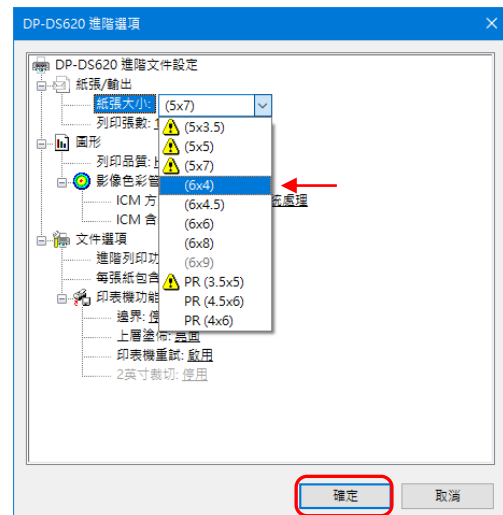 DP-DS620 進階選項
DP-DS620 進階文件設定
紙張/輸出
紙張大小: (5x7)
列印張數: 1
(5x3.5)
(5x5)
(5x7)
(6x4)
(6x4.5)
(6x6)
(6x8)
(6x9)
PR (3.5x5)
PR (4.5x6)
PR (4x6)
圖形
列印品質:
影像色彩管
ICM 方 處理
ICM 含
文件選項
進階列印功
每張紙包含
印表機功能
邊界: 停
上層塗佈: 亮面
印表機重試: 啟用
2英寸裁切: 停用
確定 取消